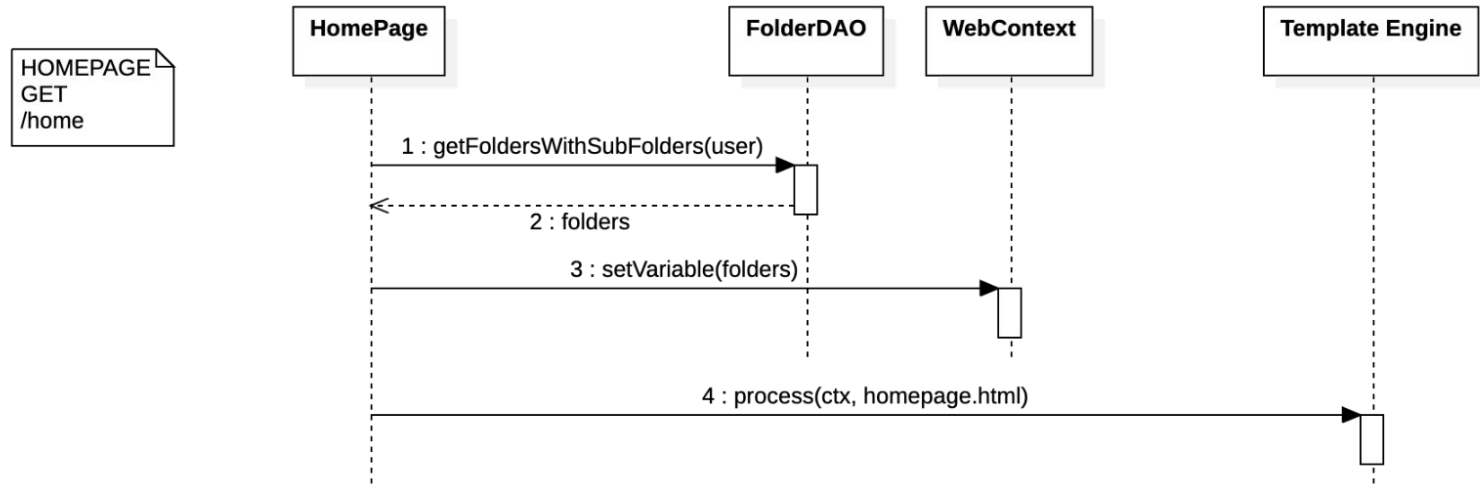 HomePage
FolderDAO
WebContext
Template Engine
HOMEPAGE
GET
/home
1 : getFoldersWithSubFolders(user)
2 : folders
3 : setVariable(folders)
4 : process(ctx, homepage.html)